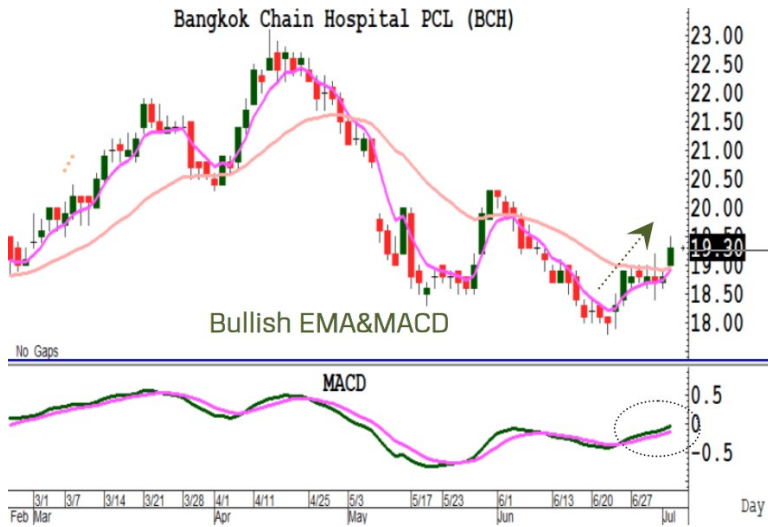 Bangkok Chain Hospital PCL (BCH)
23.00
22.50
22.00
21.50
21.00
20.50
20.00
19.50
19.30
19.00
18.50
18.00
Bullish EMA&MACD
No Gaps
MACD
0.5
0
-0.5
3/1 3/7 3/14 3/21 3/28 4/1 4/11 4/25 5/3 5/17 5/23 6/1 6/13 6/20 6/27
Feb Mar Apr May Jun Jul
Day